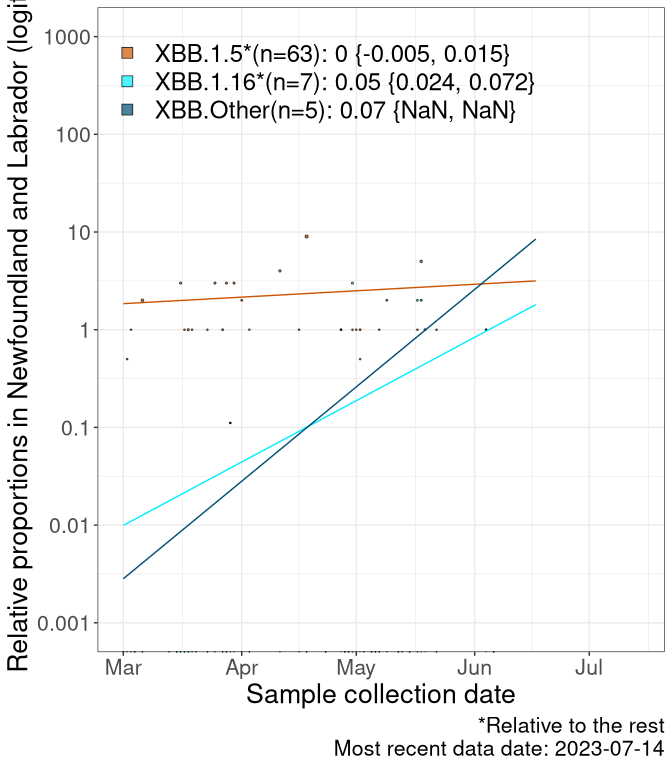 XBB.1.5*(n=63): 0 {-0.005, 0.015}
XBB.1.16*(n=7): 0.05 {0.024, 0.072}
XBB.Other(n=5): 0.07 {NaN, NaN}
Relative proportions in Newfoundland and Labrador
1000
100
10
1
0.1
0.01
0.001
Mar Apr May Jun Jul
Sample collection date
*Relative to the rest
Most recent data date: 2023-07-14